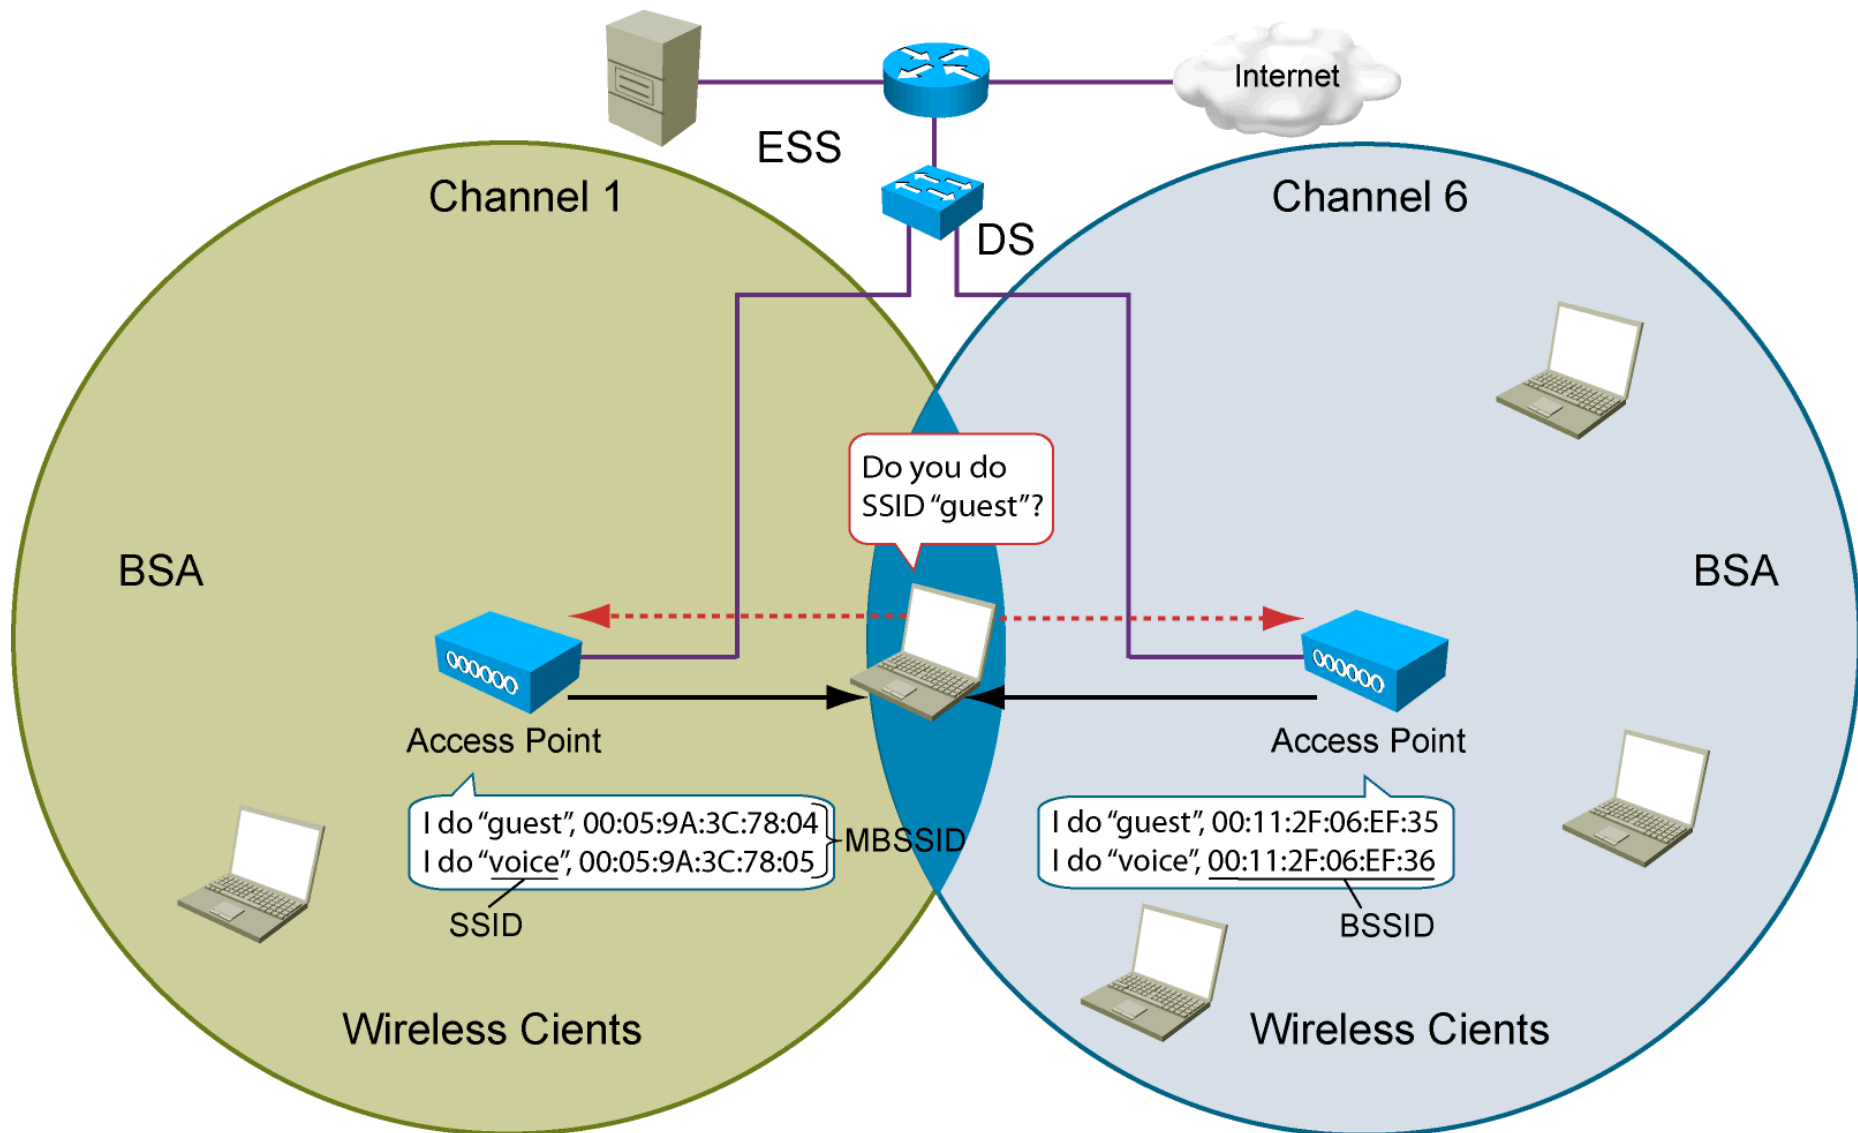 Internet
ESS
Channel 1
Channel 6
DS
Do you do
SSID “guest”?
BSA
BSA
Access Point
Access Point
I do “guest”, 00:05:9A:3C:78:04
I do “voice”, 00:05:9A:3C:78:05
MBSSID
I do “guest”, 00:11:2F:06:EF:35
I do “voice”, 00:11:2F:06:EF:36
SSID
BSSID
Wireless Cients
Wireless Cients